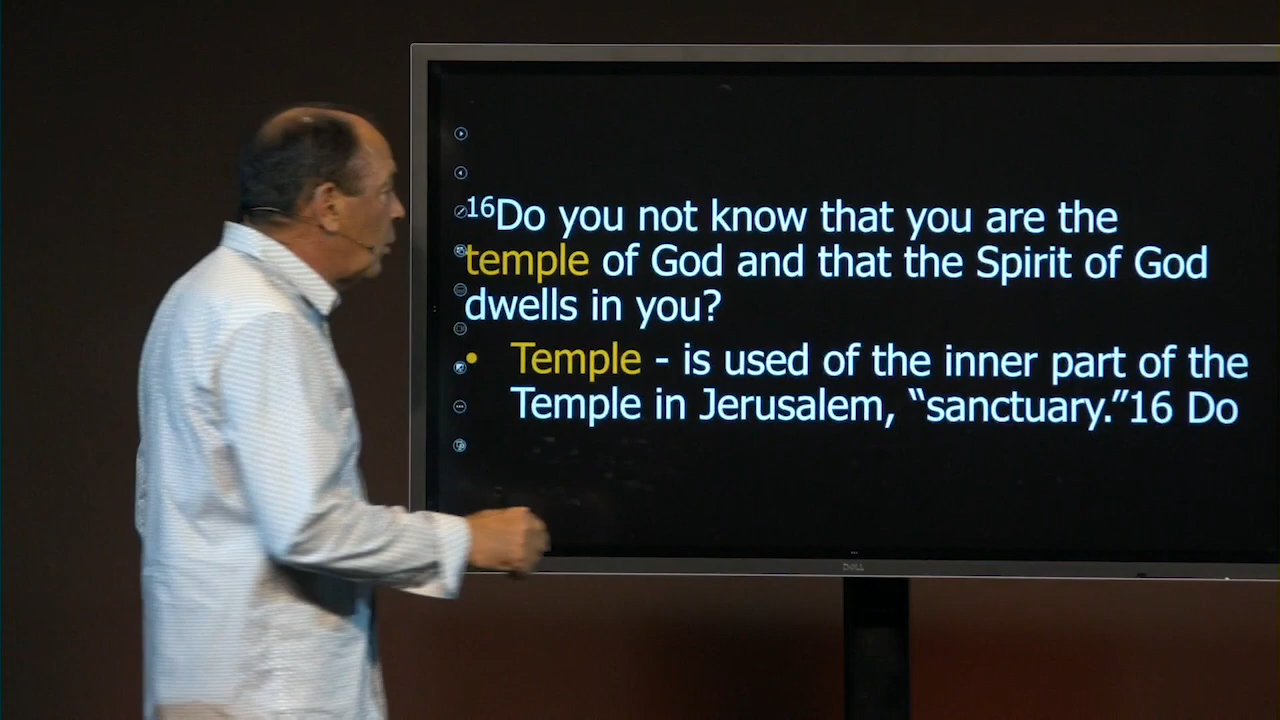 16Do you not know that you are the
temple of God and that the Spirit of God
dwells in you?
• Temple - is used of the inner part of the
Temple in Jerusalem, “sanctuary.”16 Do
DELL